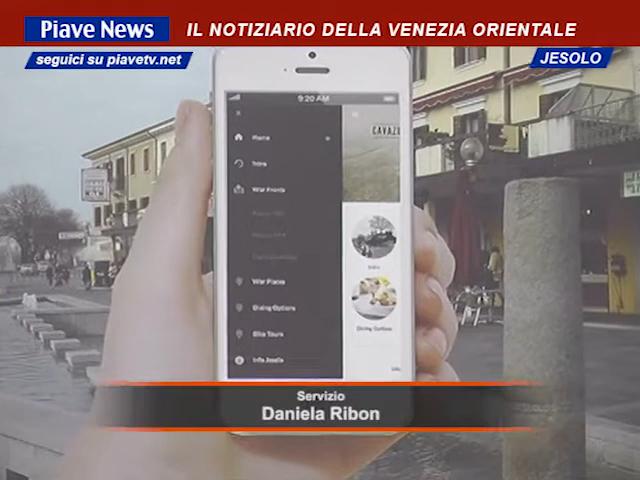 Piave News
IL NOTIZIARIO DELLA VENEZIA ORIENTALE
seguici su piavetv.net
JESOLO
9:20 AM
Home
Intro
War Fronts
War Places
Dining Options
Bike Tours
Info Jesolo
Intro
Dining Options
Servizio
Daniela Ribon